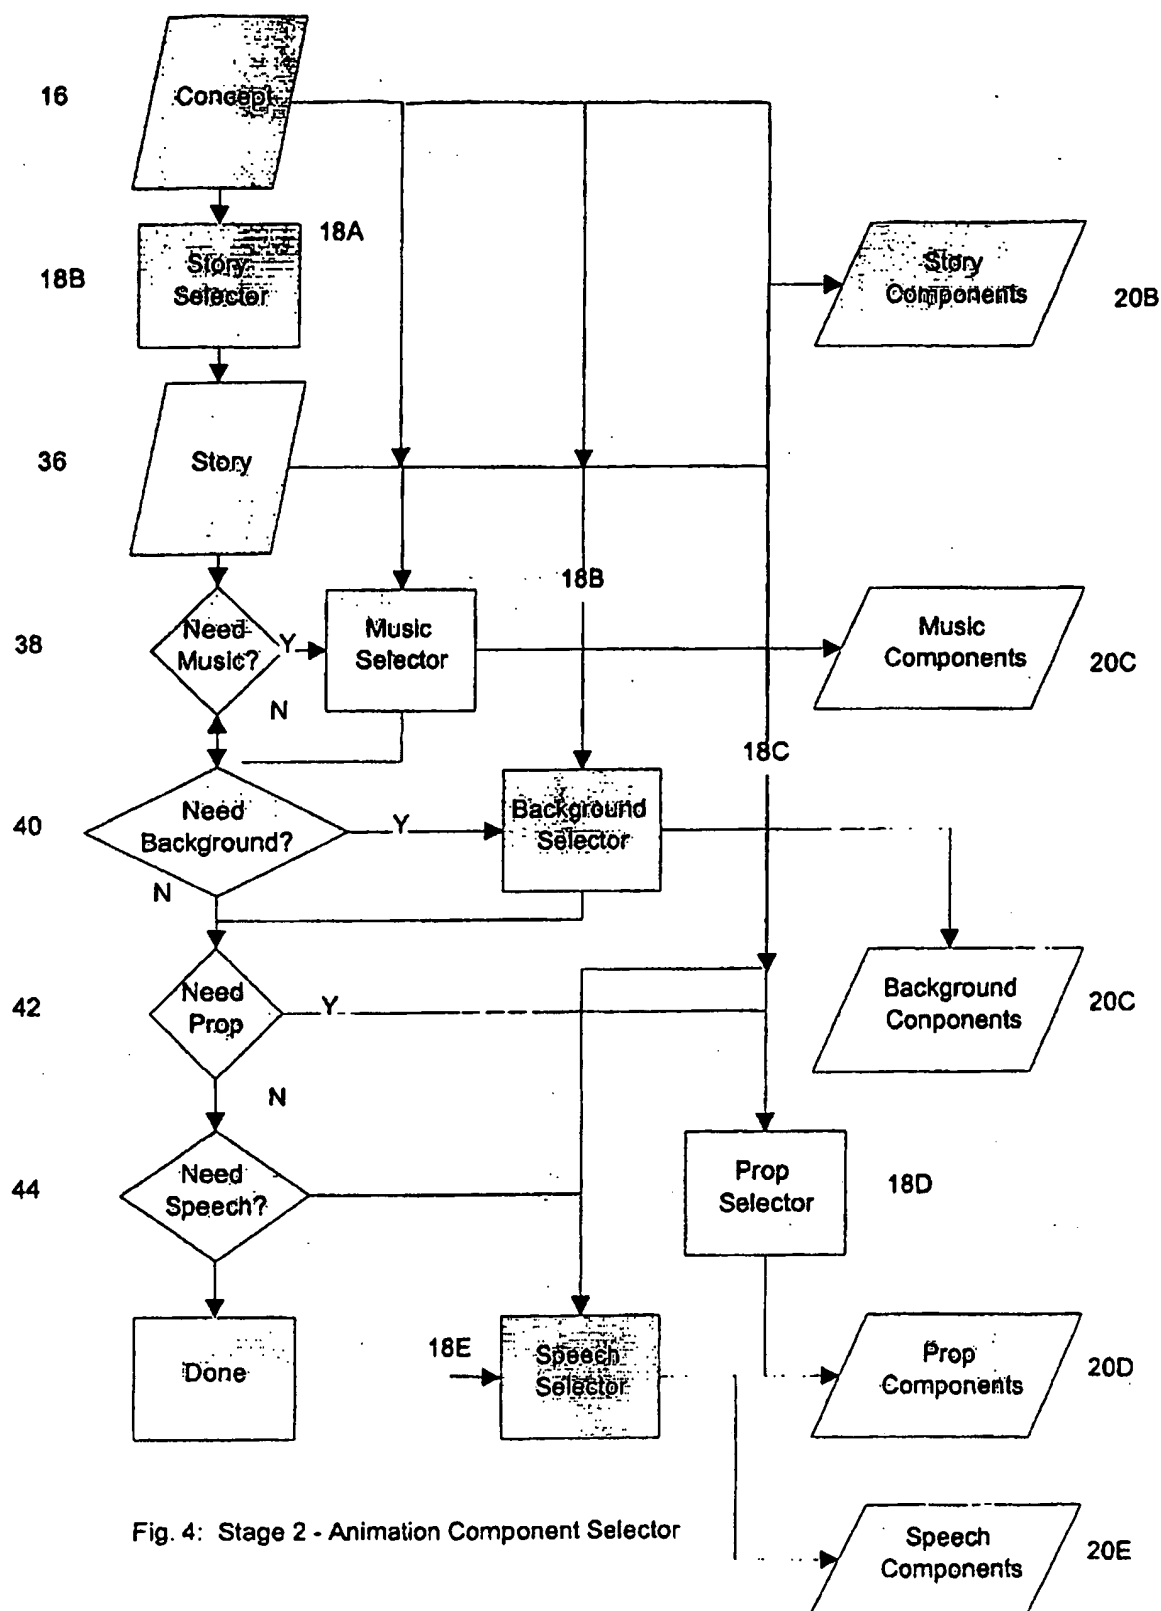 16
Concept
18A
18B
Story
Selector
Story
Components
20B
36
Story
18B
38
Need
Music?
Y
Music
Selector
Music
Components
20C
N
18C
40
Need
Background?
Y
Background
Selector
N
42
Need
Prop
Y
Background
Conponents
20C
N
44
Need
Speech?
Prop
Selector
18D
Done
18E
Speech
Selector
Prop
Components
20D
Fig. 4: Stage 2 - Animation Component Selector
Speech
Components
20E